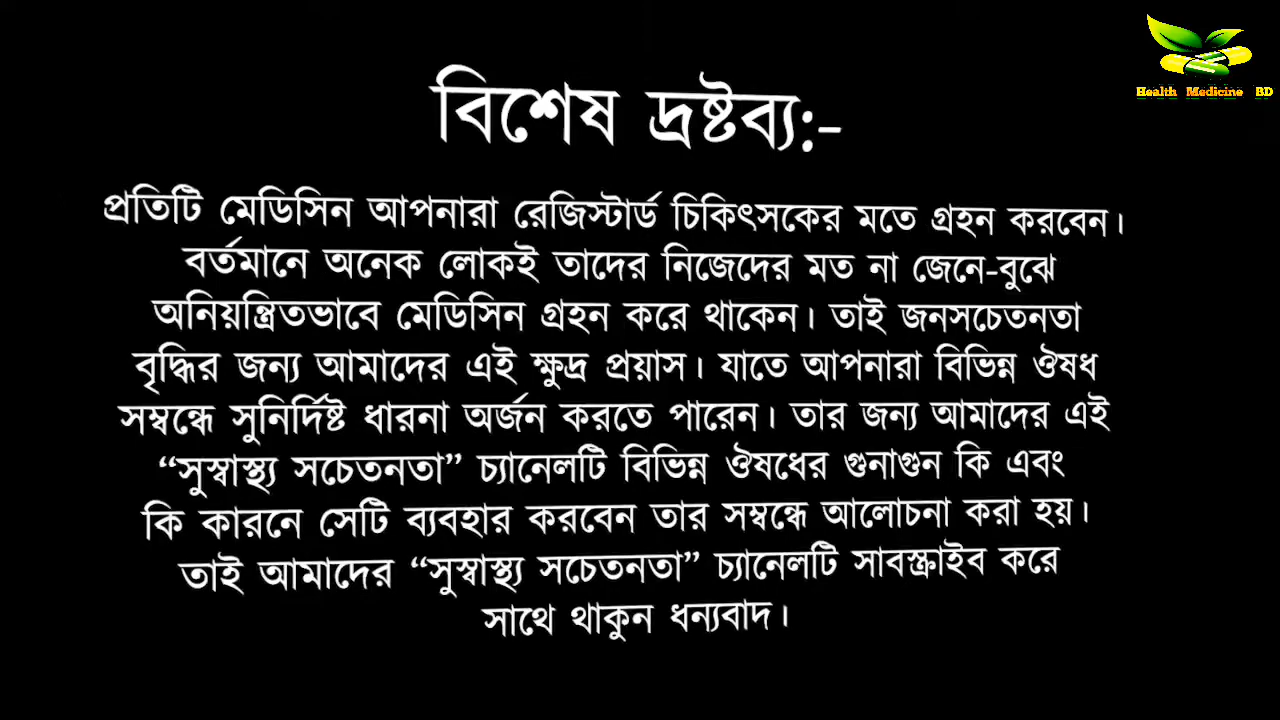 Health Medicine BD
বিশেষ দ্রষ্টব্য:-
প্রতিটি মেডিসিন আপনারা রেজিস্টার্ড চিকিৎসকের মতে গ্রহন করবেন।
বর্তমানে অনেক লোকই তাদের নিজেদের মত না জেনে-বুঝে
অনিয়ন্ত্রিতভাবে মেডিসিন গ্রহন করে থাকেন। তাই জনসচেতনতা
বৃদ্ধির জন্য আমাদের এই ক্ষুদ্র প্রয়াস। যাতে আপনারা বিভিন্ন ঔষধ
সম্বন্ধে সুনির্দিষ্ট ধারনা অর্জন করতে পারেন। তার জন্য আমাদের এই
“সুস্বাস্থ্য সচেতনতা” চ্যানেলটি বিভিন্ন ঔষধের গুনাগুন কি এবং
কি কারনে সেটি ব্যবহার করবেন তার সম্বন্ধে আলোচনা করা হয়।
তাই আমাদের “সুস্বাস্থ্য সচেতনতা” চ্যানেলটি সাবস্ক্রাইব করে
সাথে থাকুন ধন্যবাদ।